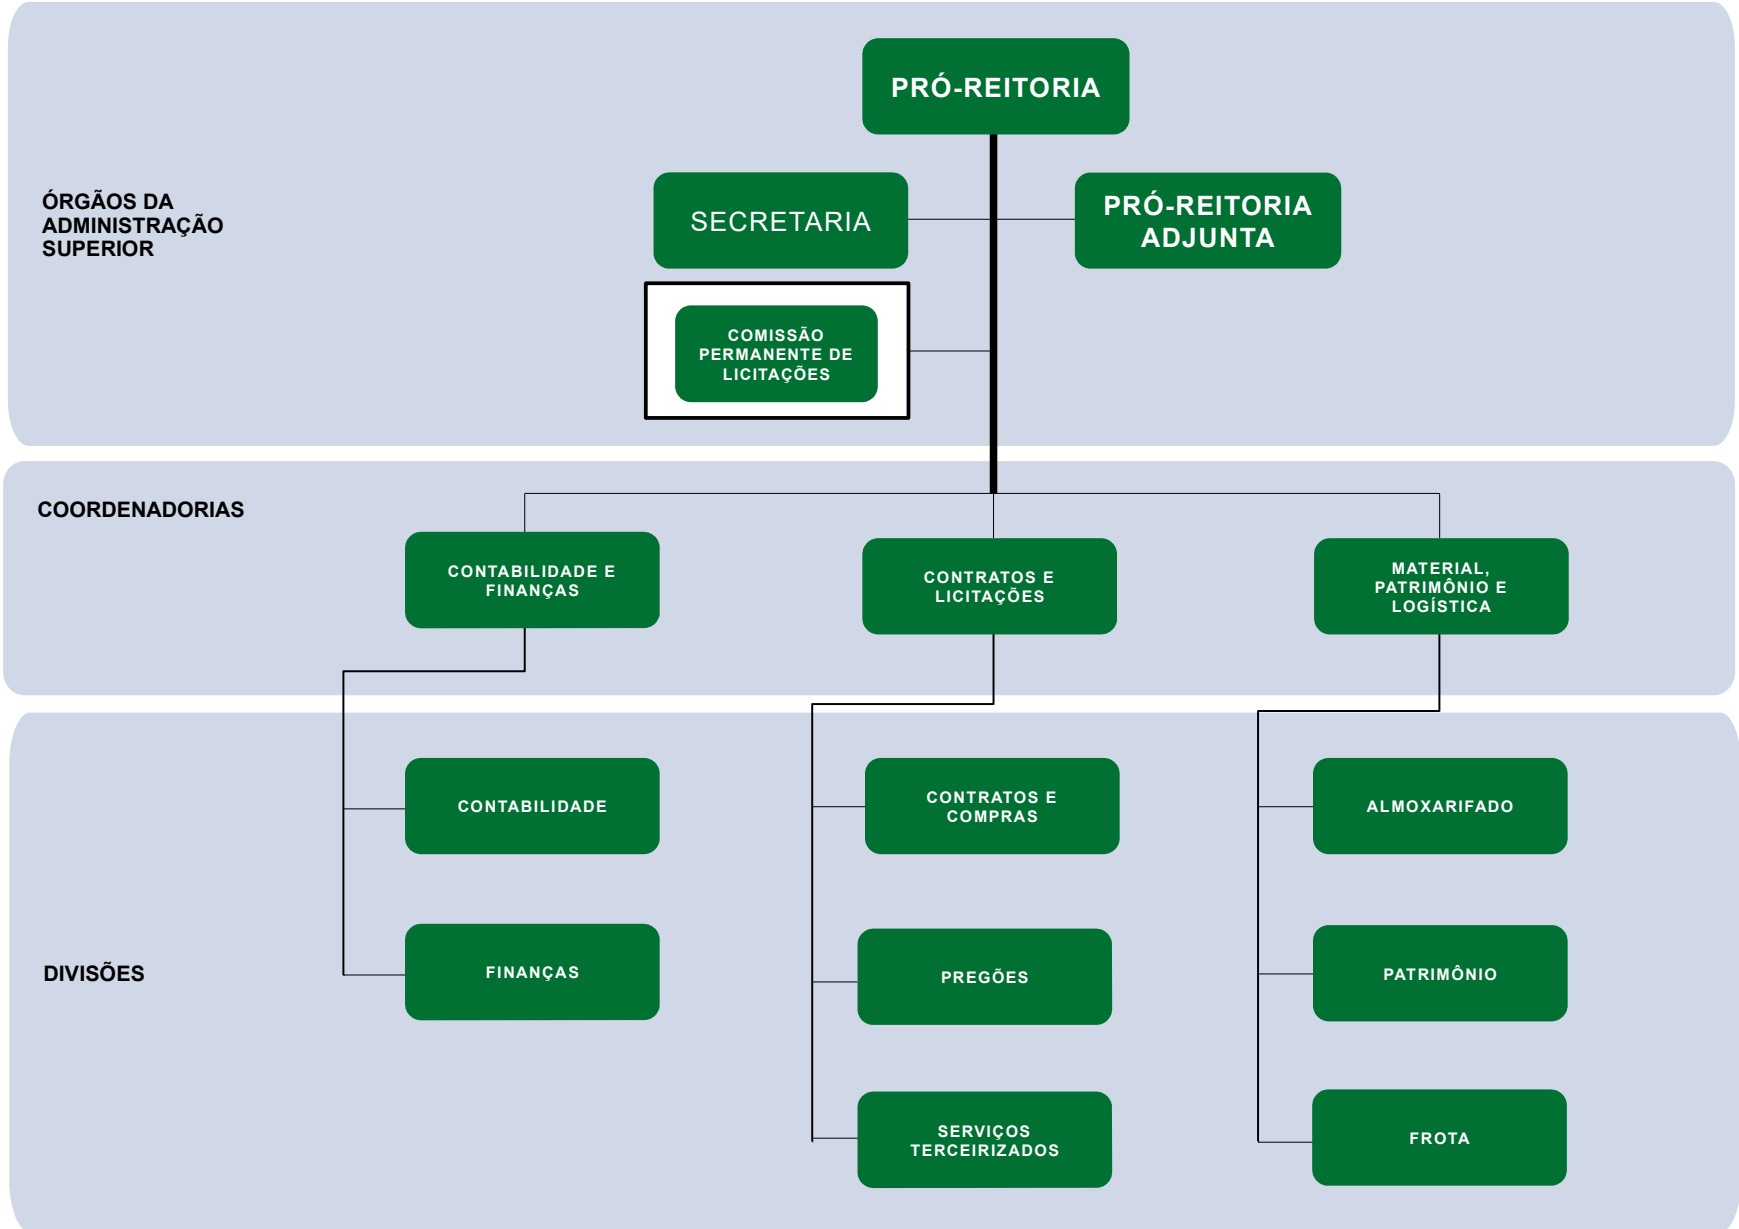 PRÓ-REITORIA
ÓRGÃOS DA
ADMINISTRAÇÃO
SUPERIOR
SECRETARIA
PRÓ-REITORIA
ADJUNTA
COMISSÃO
PERMANENTE DE
LICITAÇÕES
COORDENADORIAS
CONTABILIDADE E
FINANÇAS
CONTRATOS E
LICITAÇÕES
MATERIAL,
PATRIMÔNIO E
LOGÍSTICA
CONTABILIDADE
CONTRATOS E
COMPRAS
ALMOXARIFADO
DIVISÕES
FINANÇAS
PREGÕES
PATRIMÔNIO
SERVIÇOS
TERCEIRIZADOS
FROTA